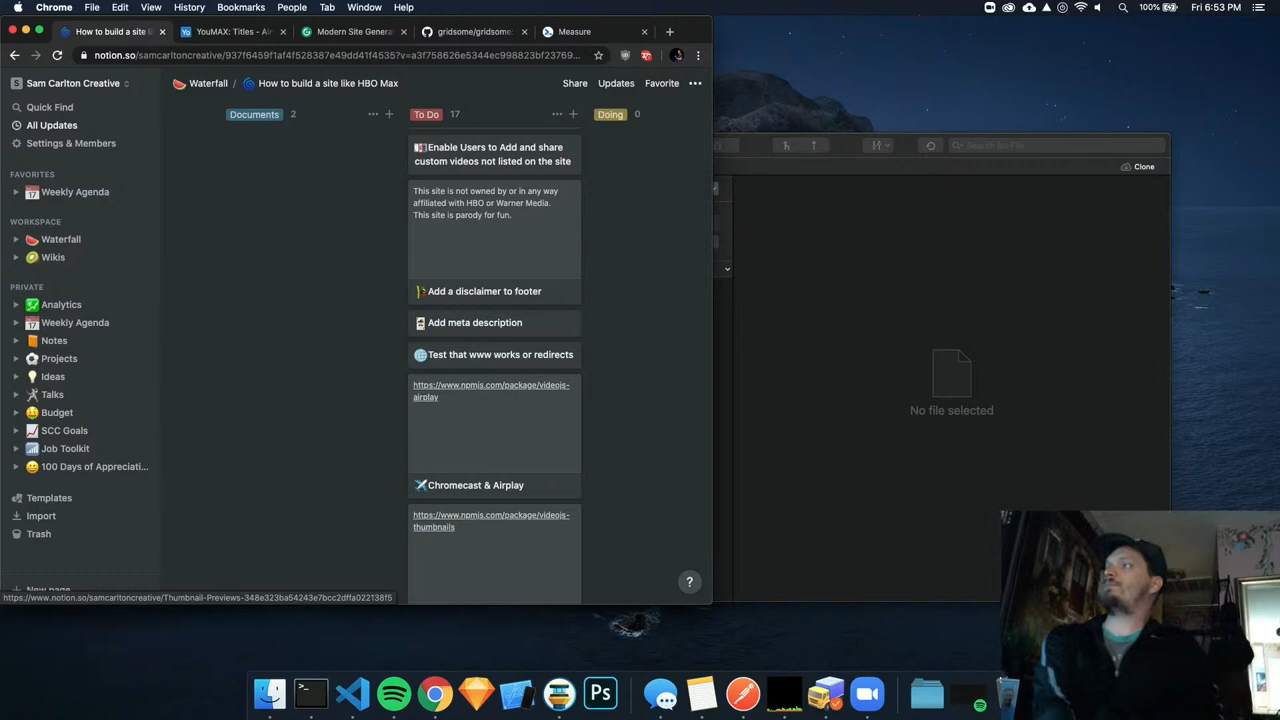 Chrome File Edit View History Bookmarks People Tab Window Help
100% Fri 6:53 PM
How to build a site li
YouMAX: Titles - Air
Modern Site Genera
gridsome/gridsome:
Measure
notion.so/samcarltoncreative/937f6459f1af4f528387e49dd41f4535?v=a3f758626e5344ec998823bf23769...
S Sam Carlton Creative
Waterfall / How to build a site like HBO Max
Share Updates Favorite
Quick Find
All Updates
Settings & Members
FAVORITES
Weekly Agenda
WORKSPACE
Waterfall
Wikis
PRIVATE
Analytics
Weekly Agenda
Notes
Projects
Ideas
Talks
Budget
SCC Goals
Job Toolkit
100 Days of Appreciati...
Templates
Import
Trash
New page
Documents 2
To Do 17
Doing 0
Enable Users to Add and share
custom videos not listed on the site
This site is not owned by or in any way
affiliated with HBO or Warner Media.
This site is parody for fun.
Add a disclaimer to footer
Add meta description
Test that www works or redirects
https://www.npmjs.com/package/videojs-
airplay
Chromecast & Airplay
https://www.npmjs.com/package/videojs-
thumbnails
?
https://www.notion.so/samcarltoncreative/Thumbnail-Previews-348e323ba54243e7bcc2dffa022138f5
Search for File
Clone
No file selected
Ps